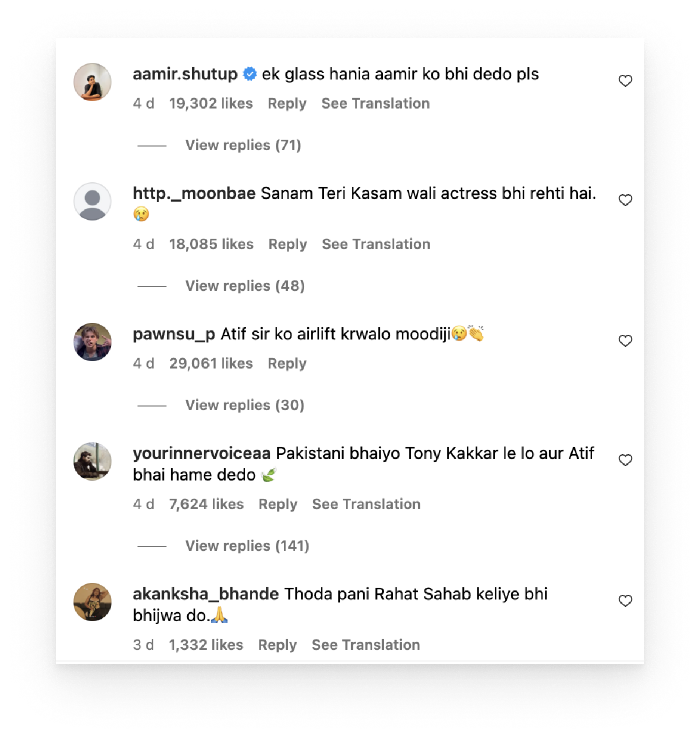 aamir.shutup ek glass hania aamir ko bhi dedo pls
4 d 19,302 likes Reply See Translation
View replies (71)
http._moonbae Sanam Teri Kasam wali actress bhi rehti hai.
😢
4 d 18,085 likes Reply See Translation
View replies (48)
pawnsu_p Atif sir ko airlift krwalo moodiji😢👏
4 d 29,061 likes Reply
View replies (30)
yourinnervoiceaa Pakistani bhaiyo Tony Kakkar le lo aur Atif
bhai hame dedo 🍃
4 d 7,624 likes Reply See Translation
View replies (141)
akanksha_bhande Thoda pani Rahat Sahab keliye bhi
bhijwa do.🙏
3 d 1,332 likes Reply See Translation